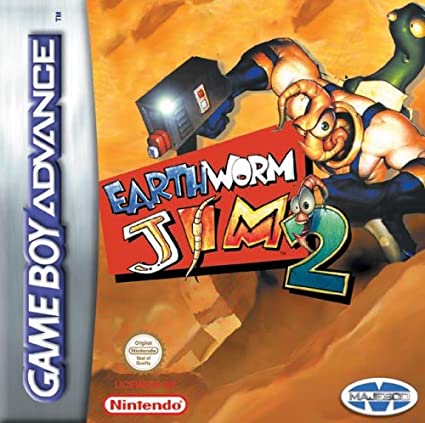 GAME BOY ADVANCE
TM
EARTHWORM
JIM 2
Original
Nintendo
Seal of
Quality
LICENSED BY
Nintendo
MAJESCO